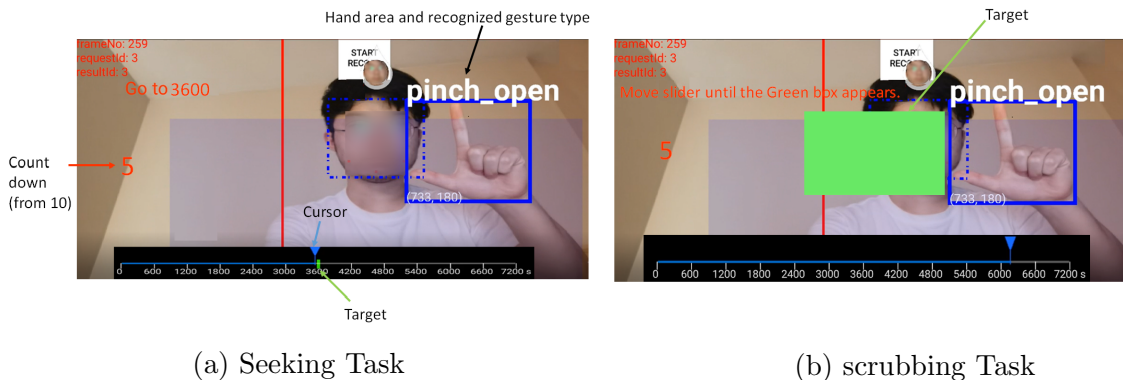 Hand area and recognized gesture type
frameNo: 259
requestId: 3
resultId: 3
START
Go to 3600
pinch_open
Count
down
(from 10)
5
(733, 180)
Cursor
0 600 1200 1800 2400 3000 3600 4200 4800 5400 6000 6600 7200 s
Target
(a) Seeking Task
Target
frameNo: 259
requestId: 3
resultId: 3
START
Move slider until the Green box appears.
pinch_open
5
(733, 180)
0 600 1200 1800 2400 3000 3600 4200 4800 5400 6000 6600 7200 s
(b) scrubbing Task